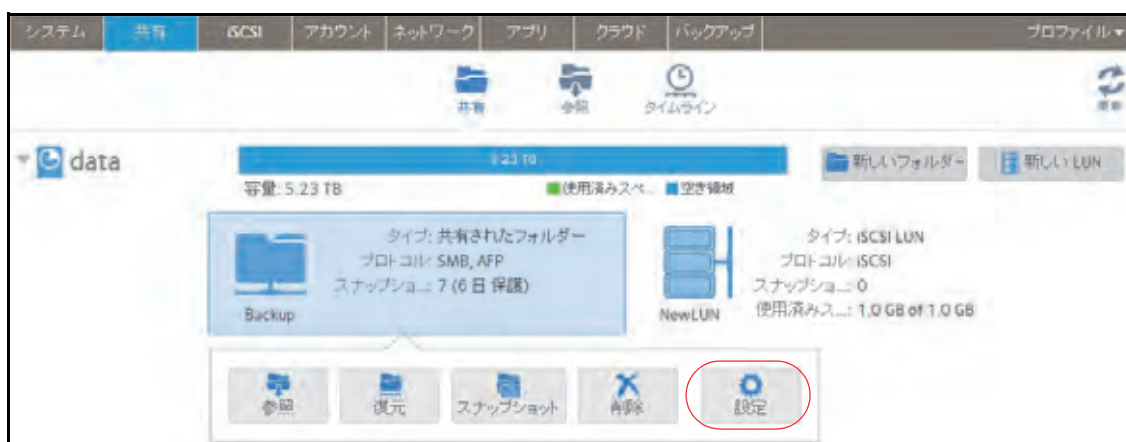 システム 共有 iSCSI アカウント ネットワーク アプリ クラウド バックアップ プロファイル
共有 参照 タイムライン 更新
data
5.23 TB
新しいフォルダー 新しい LUN
容量: 5.23 TB 使用済みスペ... 空き領域
タイプ: 共有されたフォルダー
プロトコル: SMB, AFP
スナップショ...: 7 (6 日 保護)
Backup
タイプ: iSCSI LUN
プロトコル: iSCSI
スナップショ...: 0
使用済みス...: 1.0 GB of 1.0 GB
NewLUN
参照 復元 スナップショット 削除 設定